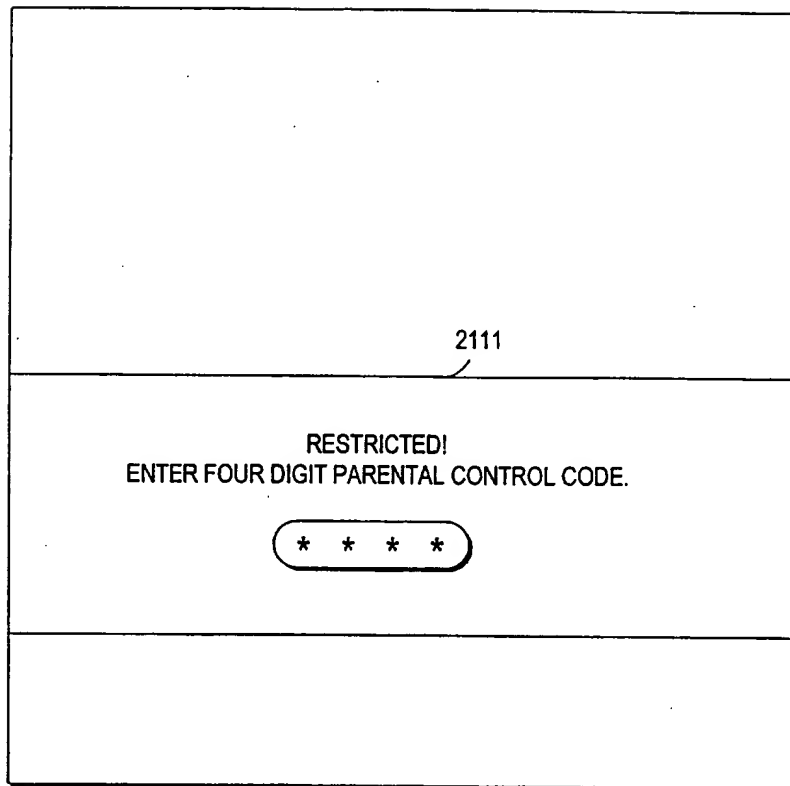 2111
RESTRICTED!
ENTER FOUR DIGIT PARENTAL CONTROL CODE.
* * * *